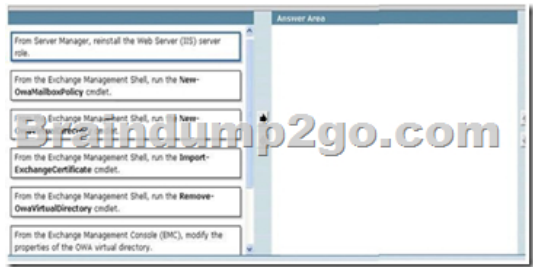 Answer Area
From Server Manager, reinstall the Web Server (IIS) server
role.
From the Exchange Management Shell, run the New-
OwaMailboxPolicy cmdlet.
From the Exchange Management Shell, run the New-
cmdlet.
Braindump2go.com
From the Exchange Management Shell, run the Import-
ExchangeCertificate cmdlet.
From the Exchange Management Shell, run the Remove-
OwaVirtualDirectory cmdlet.
From the Exchange Management Console (EMC), modify the
properties of the OWA virtual directory.